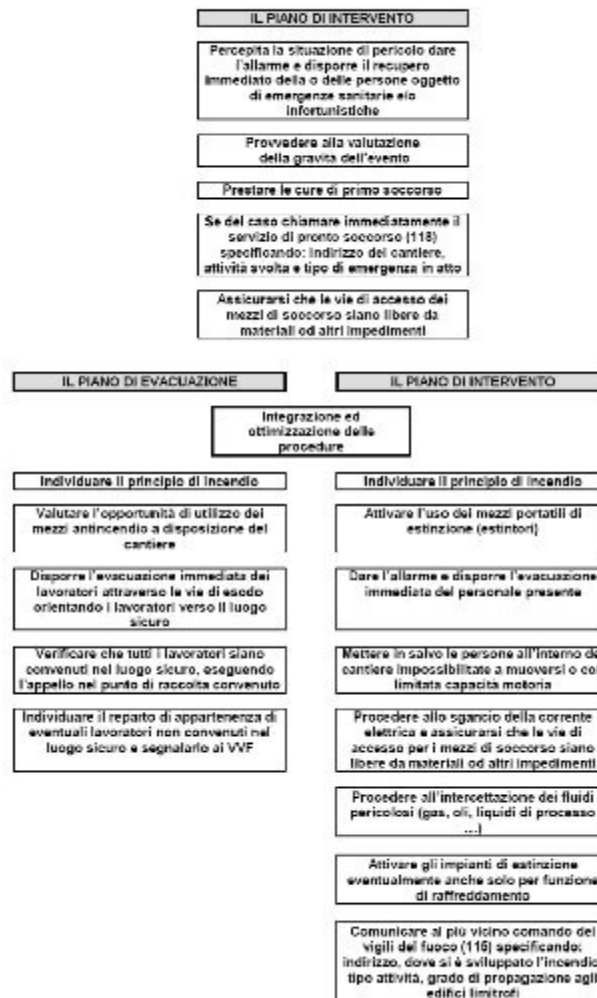 IL PIANO DI INTERVENTO
Percepita la situazione di pericolo dare
l'allarme e disporre il recupero
immediato della o delle persone oggetto
di emergenze sanitarie e/o
infortunistiche
Provvedere alla valutazione
della gravità dell'evento
Prestare le cure di primo soccorso
Se del caso chiamare immediatamente il
servizio di pronto soccorso (118)
specificando: indirizzo del cantiere,
attività svolta e tipo di emergenza in atto
Assicurarsi che le vie di accesso dei
mezzi di soccorso siano libere da
materiali od altri impedimenti
IL PIANO DI EVACUAZIONE
IL PIANO DI INTERVENTO
Integrazione ed
ottimizzazione delle
procedure
Individuare il principio di incendio
Valutare l'opportunità di utilizzo dei
mezzi antincendio a disposizione del
cantiere
Disporre l'evacuazione immediata dei
lavoratori attraverso le vie di esodo
orientando i lavoratori verso il luogo
sicuro
Verificare che tutti i lavoratori siano
convenuti nel luogo sicuro, eseguendo
l'appello nel punto di raccolta convenuto
Individuare il reparto di appartenenza di
eventuali lavoratori non convenuti nel
luogo sicuro e segnalarlo ai VVF
Individuare il principio di incendio
Attivare l'uso dei mezzi portatili di
estinzione (estintori)
Dare l'allarme e disporre l'evacuazione
immediata del personale presente
Mettere in salvo le persone all'interno de
cantiere impossibilitate a muoversi o con
limitata capacità motoria
Procedere allo sgancio della corrente
elettrica e assicurarsi che le vie di
accesso per i mezzi di soccorso siano
libere da materiali od altri impedimenti
Procedere all'intercettazione dei fluidi
pericolosi (gas, oli, liquidi di processo
....)
Attivare gli impianti di estinzione
eventualmente anche solo per funzione
di raffreddamento
Comunicare al più vicino comando dei
vigili del fuoco (115) specificando:
indirizzo, dove si è sviluppato l'incendio
tipo attività, grado di propagazione agli
edifici limitrofi